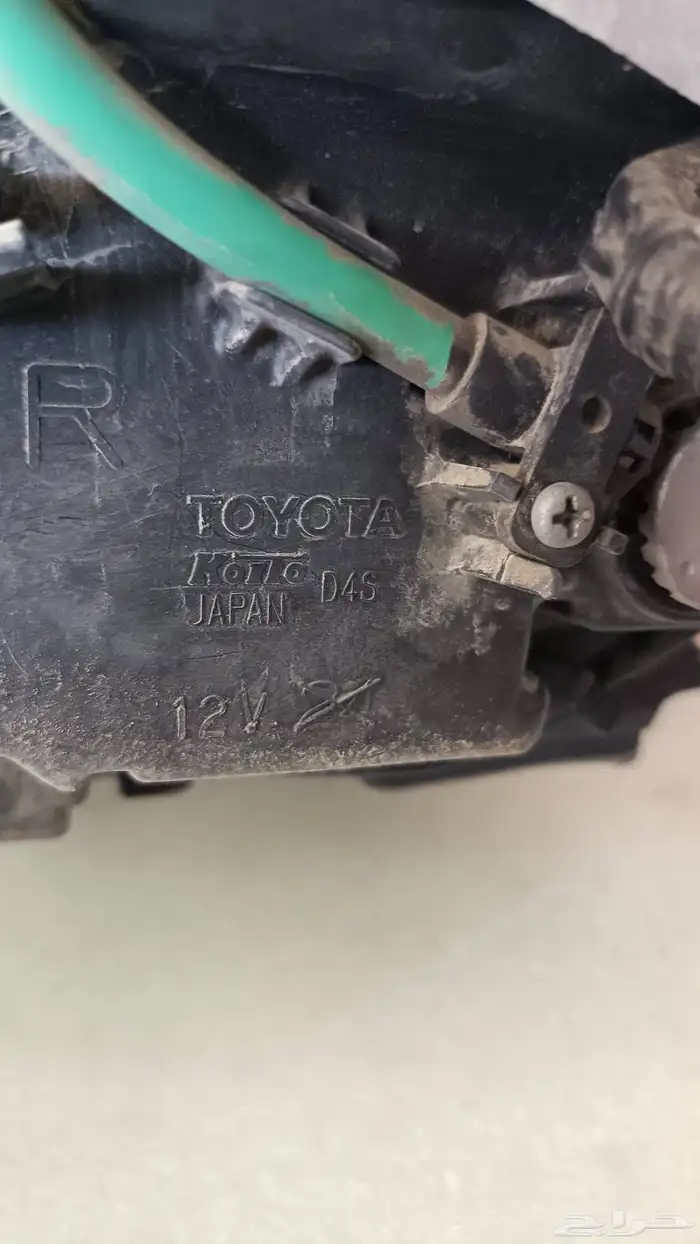 R
TOYOTA
KOITO D4S
JAPAN
12V
حراج